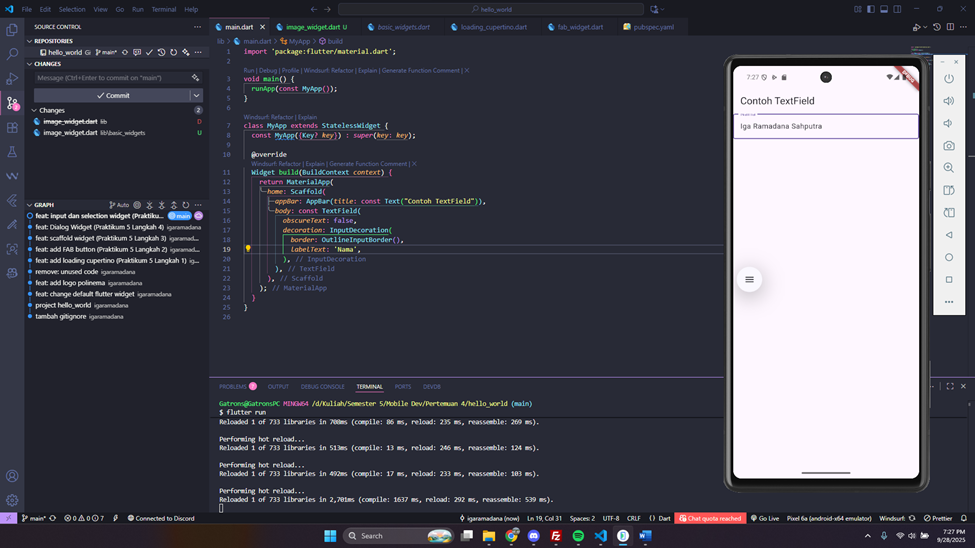 File Edit Selection View Go Run Terminal Help
hello_world
SOURCE CONTROL
REPOSITORIES
hello_world Git main*
CHANGES
Message (Ctrl+Enter to commit on "main")
Commit
Changes 2
image_widget.dart lib D
image_widget.dart lib\basic_widgets U
GRAPH Auto
feat: input dan selection widget (Praktiku... main
feat: Dialog Widget (Praktikum 5 Langkah 4) igaramadana
feat: scaffold widget (Praktikum 5 Langkah 3) igaramad...
feat: add FAB button (Praktikum 5 Langkah 2) igaramad...
feat: add loading cupertino (Praktikum 5 Langkah 1) igar...
remove: unused code igaramadana
feat: add logo polinema igaramadana
feat: change default flutter widget igaramadana
project hello_world igaramadana
tambah gitignore igaramadana
main.dart image_widget.dart U basic_widgets.dart loading_cupertino.dart fab_widget.dart pubspec.yaml
lib > main.dart > MyApp > build
1 import 'package:flutter/material.dart';
2
Run | Debug | Profile | Windsurf: Refactor | Explain | Generate Function Comment | X
3 void main() {
4 runApp(const MyApp());
5 }
6
Windsurf: Refactor | Explain
7 class MyApp extends StatelessWidget {
8 const MyApp({Key? key}) : super(key: key);
9
10 @override
Windsurf: Refactor | Explain | Generate Function Comment | X
11 Widget build(BuildContext context) {
12 return MaterialApp(
13 home: Scaffold(
14 appBar: AppBar(title: const Text("Contoh TextField")),
15 body: const TextField(
16 obscureText: false,
17 decoration: InputDecoration(
18 border: OutlineInputBorder(),
19 labelText: 'Nama',
20 ), // InputDecoration
21 ), // TextField
22 ), // Scaffold
23 ); // MaterialApp
24 }
25 }
26
PROBLEMS 7 OUTPUT DEBUG CONSOLE TERMINAL PORTS DEVDB
Gatrons@GatronsPC MINGW64 /d/Kuliah/Semester 5/Mobile Dev/Pertemuan 4/hello_world (main)
$ flutter run
Reloaded 1 of 733 libraries in 708ms (compile: 86 ms, reload: 235 ms, reassemble: 269 ms).
Performing hot reload...
Reloaded 1 of 733 libraries in 513ms (compile: 13 ms, reload: 246 ms, reassemble: 124 ms).
Performing hot reload...
Reloaded 1 of 733 libraries in 492ms (compile: 17 ms, reload: 233 ms, reassemble: 103 ms).
Performing hot reload...
Reloaded 1 of 733 libraries in 2,701ms (compile: 1637 ms, reload: 292 ms, reassemble: 539 ms).
7:27
Contoh TextField
Iga Ramadana Sahputra
main* 0 0 7 Connected to Discord igaramadana (now) Ln 19, Col 31 Spaces: 2 UTF-8 CRLF {} Dart Chat quota reached Go Live Pixel 6a (android-x64 emulator) Windsurf: Prettier
Search
7:27 PM
9/28/2025